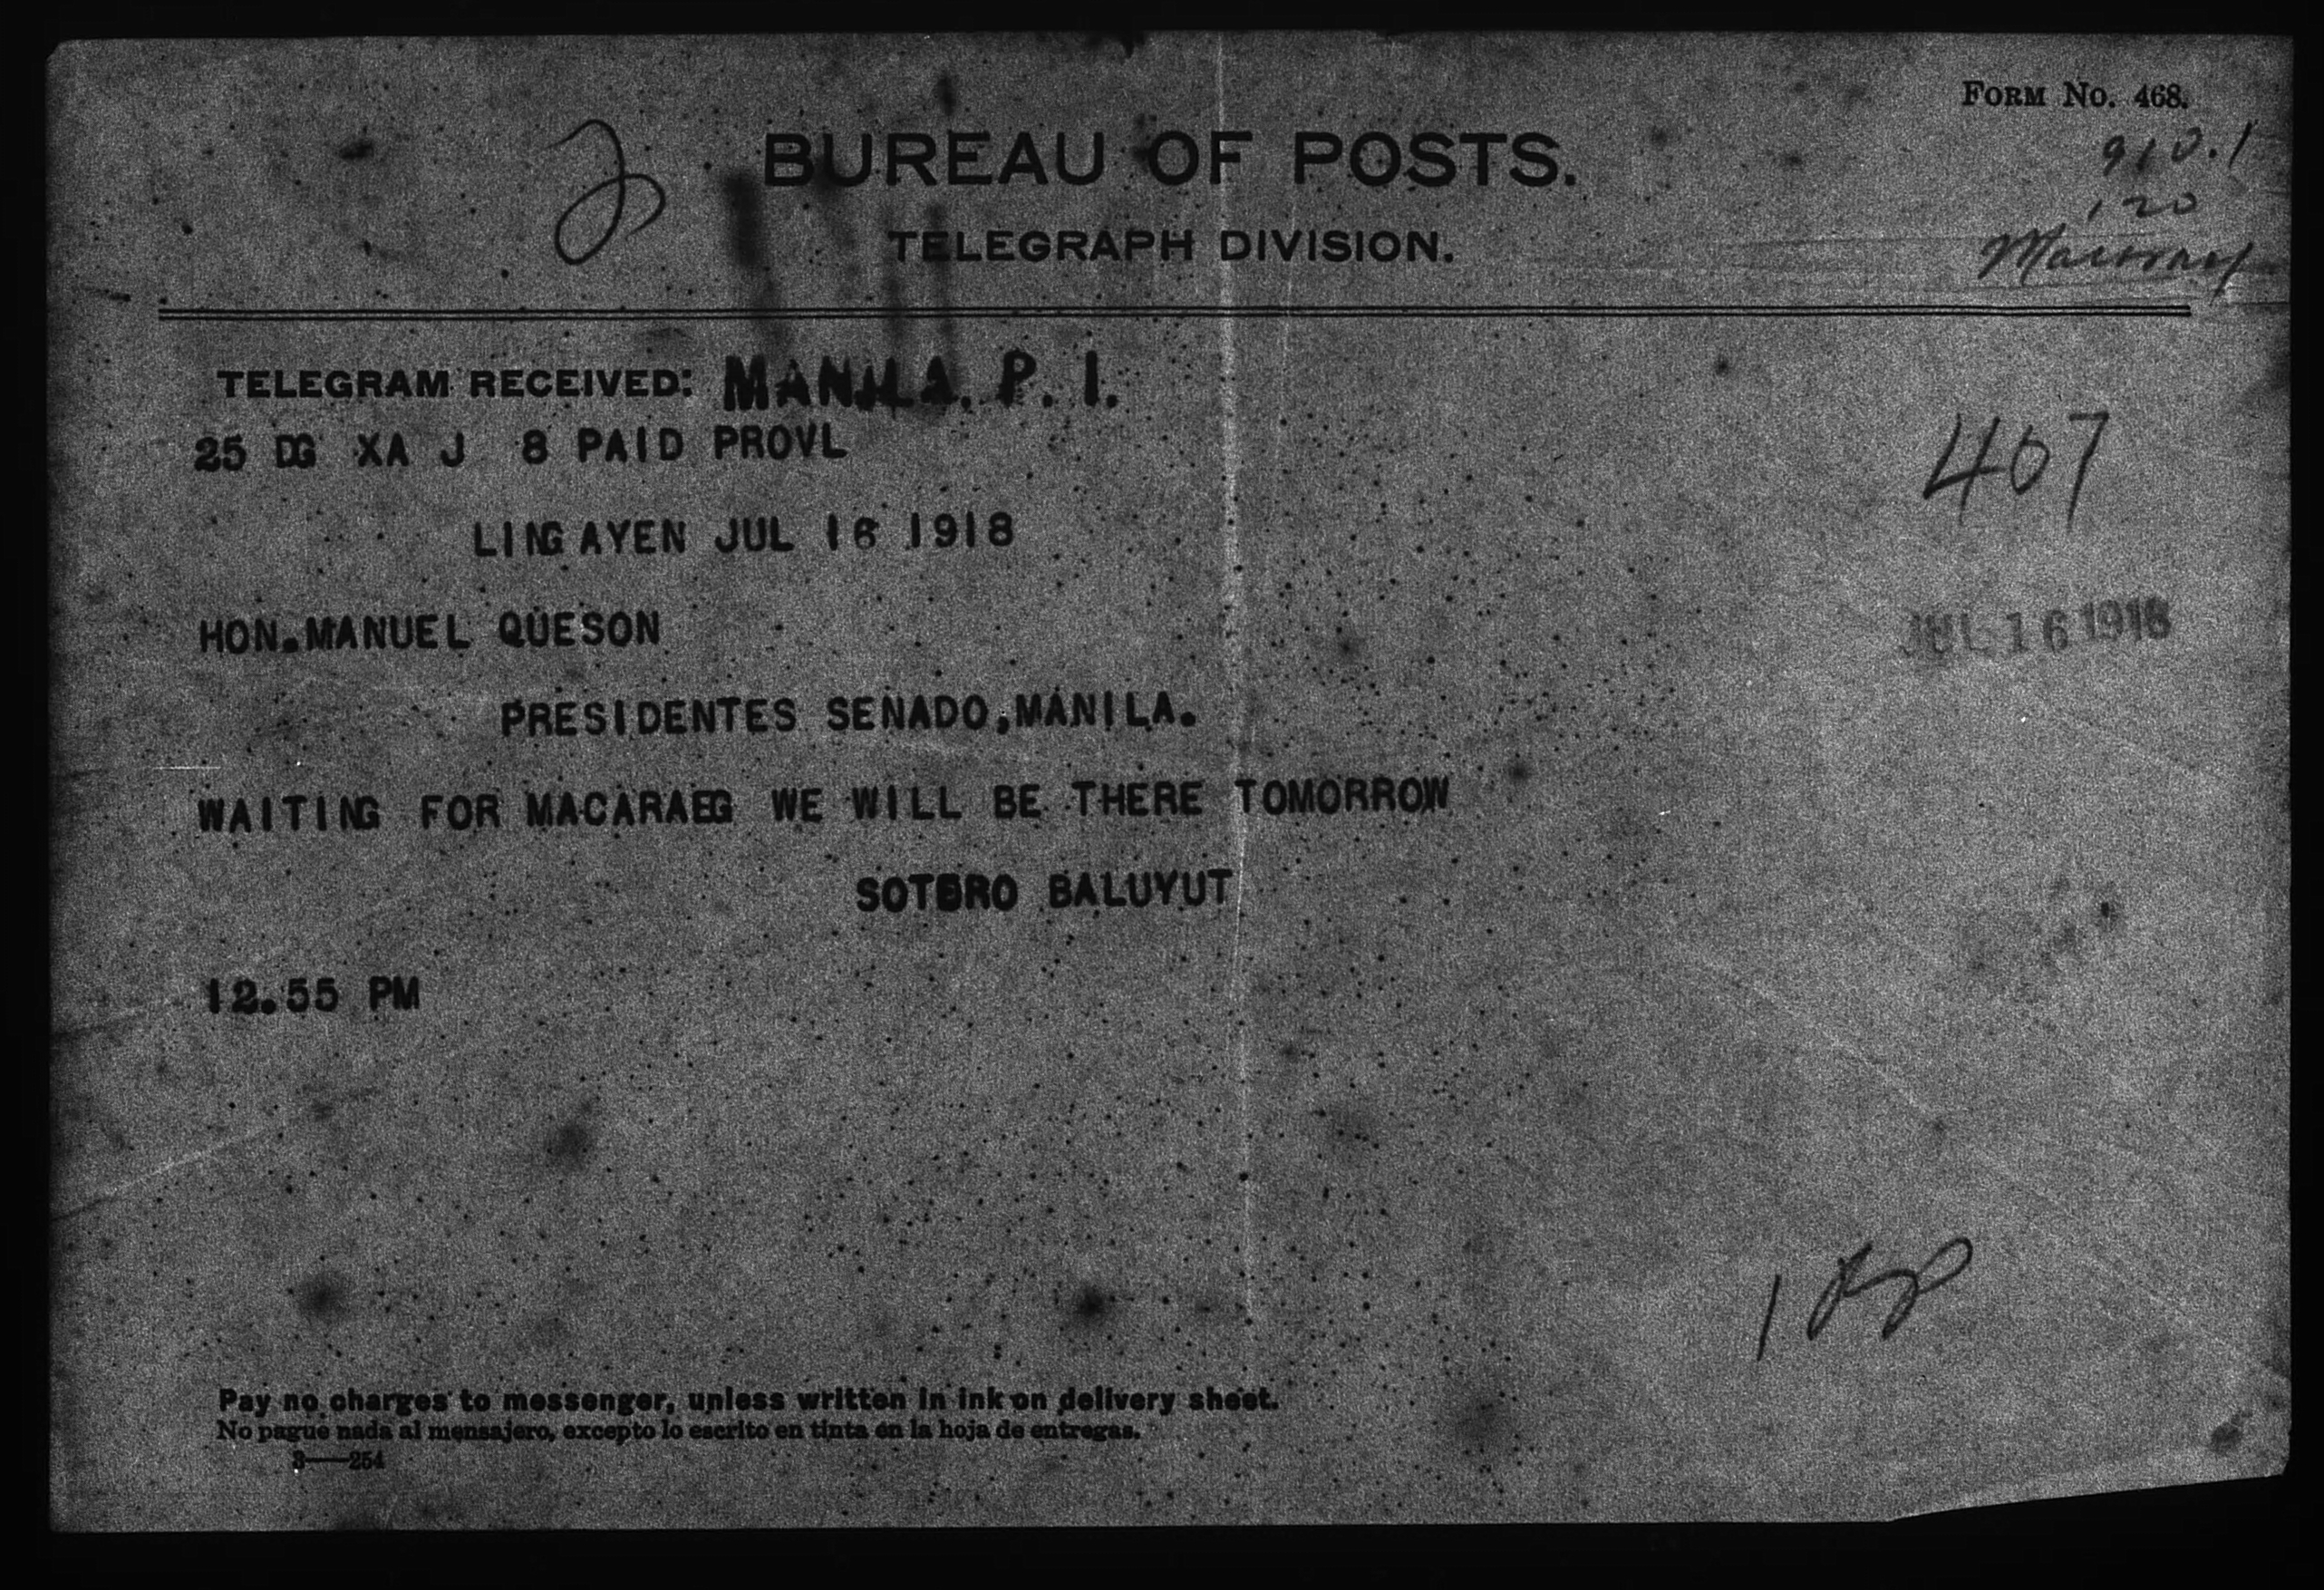 FORM No. 468.
BUREAU OF POSTS.
910.1
120
TELEGRAPH DIVISION.
TELEGRAM RECEIVED: MANILA. P. I.
25 DG XA J 8 PAID PROVL
407
LINGAYEN JUL 16 1918
JUL 16 1918
HON.MANUEL QUESON
PRESIDENTES SENADO,MANILA.
WAITING FOR MACARAEG WE WILL BE THERE TOMORROW
SOTERO BALUYUT
12.55 PM
Pay no charges to messenger, unless written in ink on delivery sheet.
No pague nada al mensajero, excepto lo escrito en tinta en la hoja de entregas.
3——254